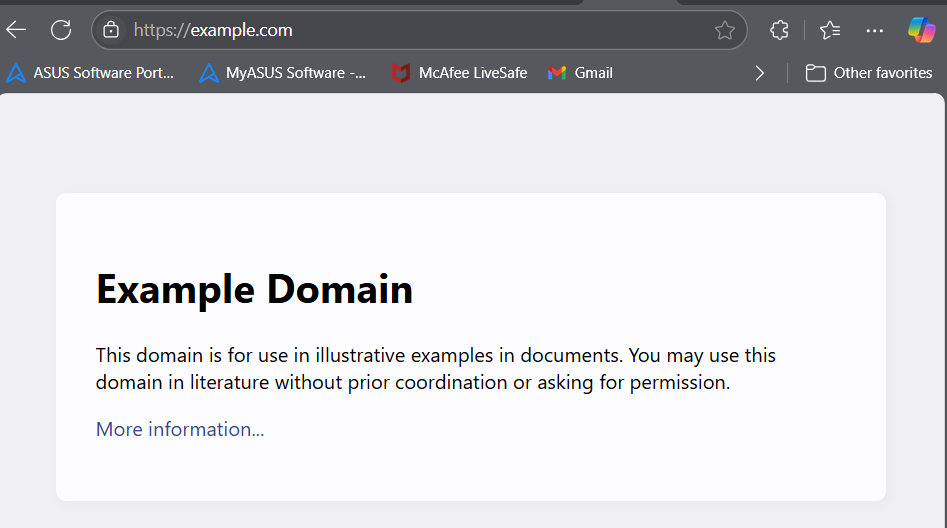 https://example.com
ASUS Software Port... MyASUS Software -... McAfee LiveSafe Gmail Other favorites
Example Domain
This domain is for use in illustrative examples in documents. You may use this
domain in literature without prior coordination or asking for permission.
More information...